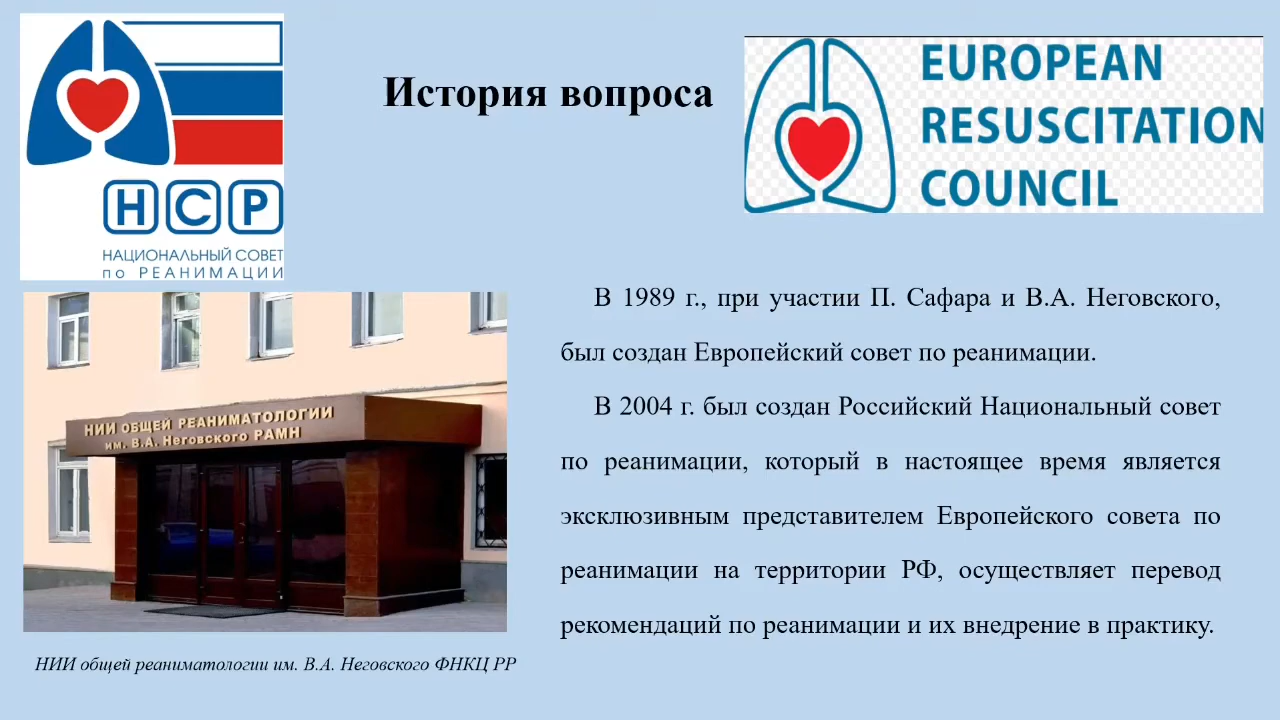 История вопроса
НСР
НАЦИОНАЛЬНЫЙ СОВЕТ
по РЕАНИМАЦИИ
EUROPEAN
RESUSCITATION
COUNCIL
НИИ ОБЩЕЙ РЕАНИМАТОЛОГИИ
им. В.А. Неговского РАМН
НИИ общей реаниматологии им. В.А. Неговского ФНКЦ РР
В 1989 г., при участии П. Сафара и В.А. Неговского,
был создан Европейский совет по реанимации.
В 2004 г. был создан Российский Национальный совет
по реанимации, который в настоящее время является
эксклюзивным представителем Европейского совета по
реанимации на территории РФ, осуществляет перевод
рекомендаций по реанимации и их внедрение в практику.